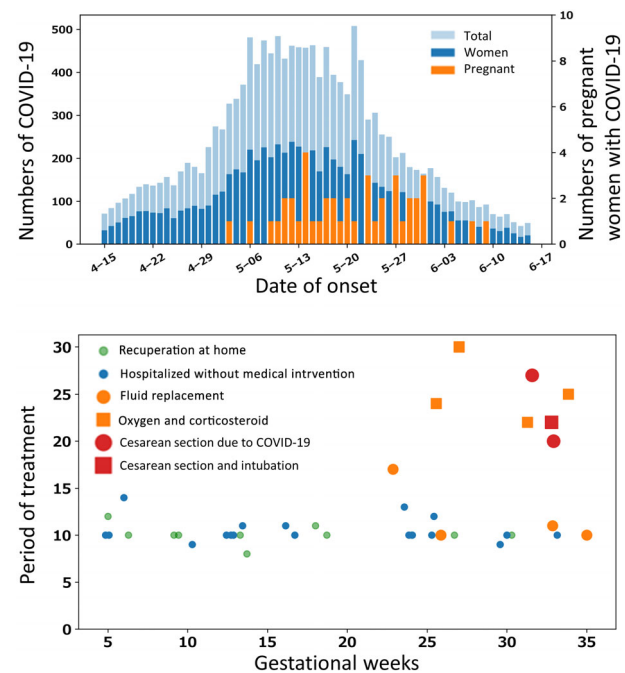 Numbers of COVID-19
500
400
300
200
100
0
Total
Women
Pregnant
10
8
6
4
2
0
Numbers of pregnant
women with COVID-19
4-15
4-22
4-29
5-06
5-13
5-20
5-27
6-03
6-10
6-17
Date of onset
Period of treatment
30
25
20
15
10
5
0
Recuperation at home
Hospitalized without medical intrvention
Fluid replacement
Oxygen and corticosteroid
Cesarean section due to COVID-19
Cesarean section and intubation
5
10
15
20
25
30
35
Gestational weeks